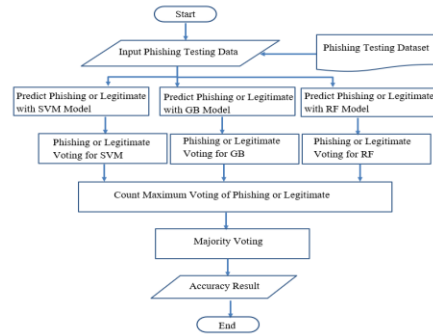 Start
Input Phishing Testing Data
Phishing Testing Dataset
Predict Phishing or Legitimate
with SVM Model
Predict Phishing or Legitimate
with GB Model
Predict Phishing or Legitimate
with RF Model
Phishing or Legitimate
Voting for SVM
Phishing or Legitimate
Voting for GB
Phishing or Legitimate
Voting for RF
Count Maximum Voting of Phishing or Legitimate
Majority Voting
Accuracy Result
End